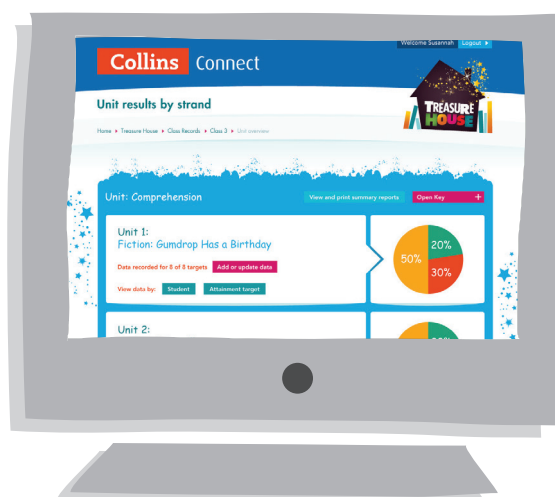 Welcome Susannah Logout
Collins Connect
TREASURE
HOUSE
Unit results by strand
Home Treasure House Class Records Class 3 Unit overview
Unit: Comprehension View and print summary reports Open Key +
Unit 1:
Fiction: Gumdrop Has a Birthday
Data recorded for 8 of 8 targets Add or update data
View data by: Student Attainment target
50% 20%
30%
Unit 2: